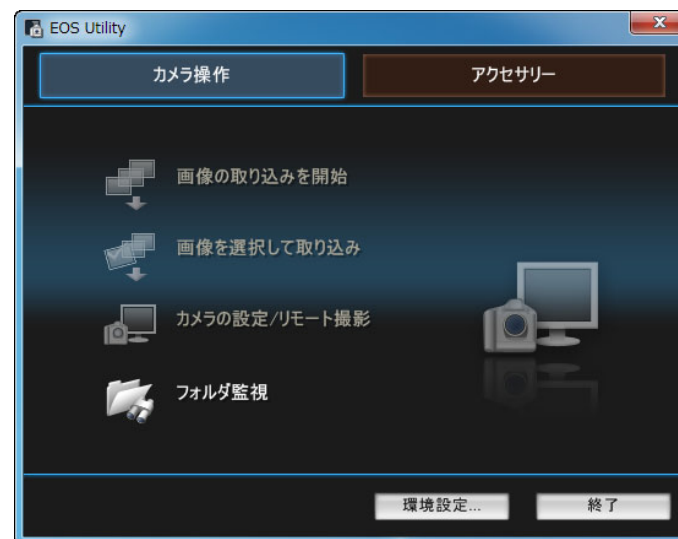 EOS Utility
カメラ操作
アクセサリー
画像の取り込みを開始
画像を選択して取り込み
カメラの設定/リモート撮影
フォルダ監視
環境設定...
終了